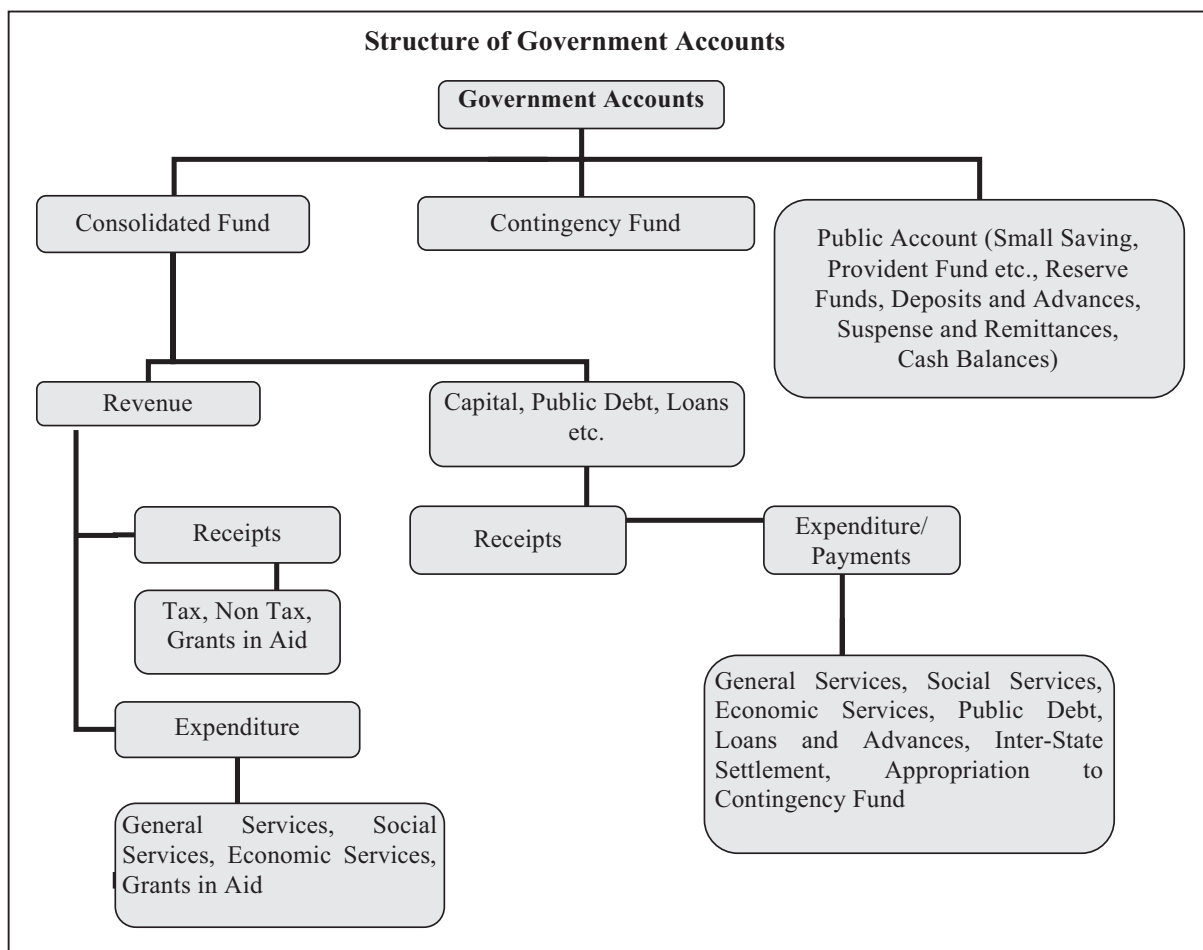 Structure of Government Accounts
Government Accounts
Consolidated Fund
Contingency Fund
Public Account (Small Saving,
Provident Fund etc., Reserve
Funds, Deposits and Advances,
Suspense and Remittances,
Cash Balances)
Revenue
Capital, Public Debt, Loans
etc.
Receipts
Tax, Non Tax,
Grants in Aid
Expenditure
General Services, Social
Services, Economic Services,
Grants in Aid
Receipts
Expenditure/
Payments
General Services, Social Services,
Economic Services, Public Debt,
Loans and Advances, Inter-State
Settlement, Appropriation to
Contingency Fund